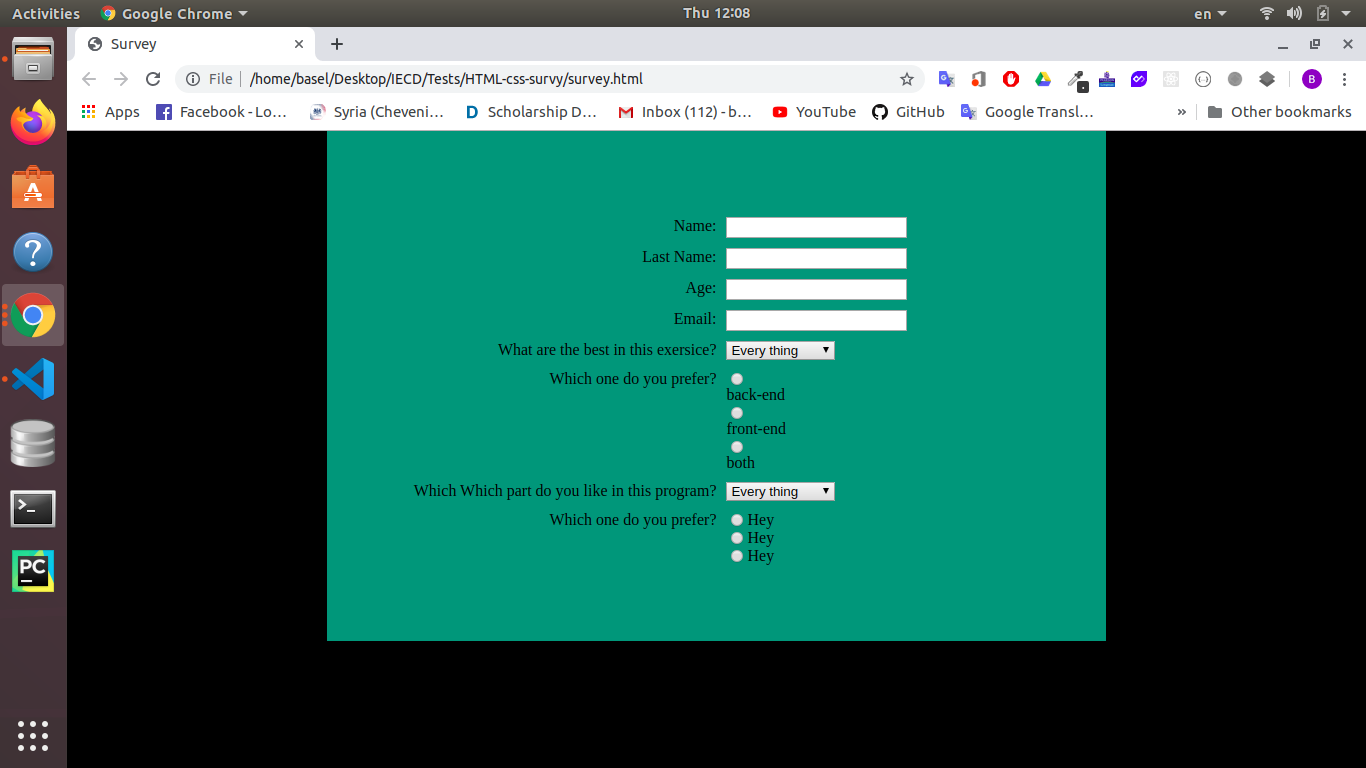 Activities Google Chrome Thu 12:08 en
Survey
File /home/basel/Desktop/IECD/Tests/HTML-css-survy/survey.html B
Apps Facebook - Lo… Syria (Cheveni… Scholarship D… Inbox (112) - b… YouTube GitHub Google Transl… » Other bookmarks
Name:
Last Name:
Age:
Email:
What are the best in this exersice? Every thing
Which one do you prefer?
back-end
front-end
both
Which Which part do you like in this program? Every thing
Which one do you prefer? Hey
Hey
Hey
PC